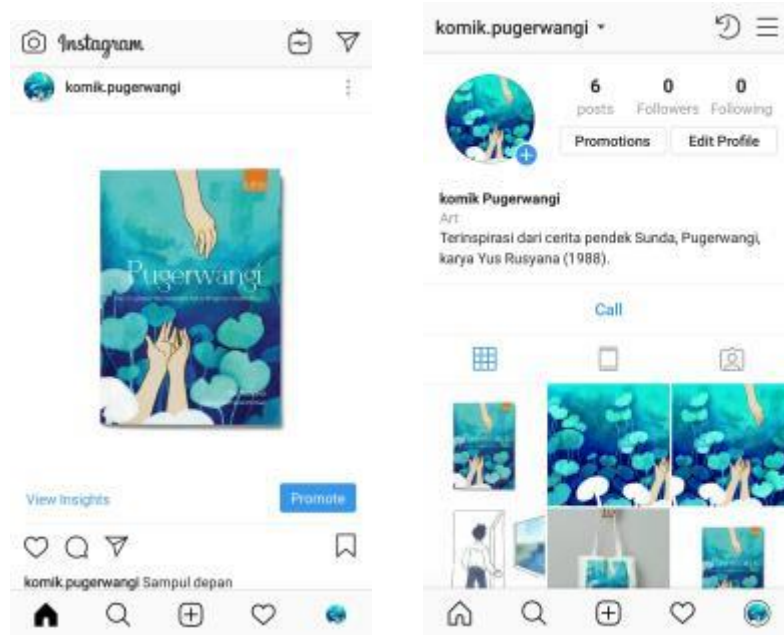 Instagram
komik.pugerwangi
Pugerwangi
View Insights
Promote
komik.pugerwangi Sampul depan
komik.pugerwangi
6 0 0
posts Followers Following
Promotions Edit Profile
komik Pugerwangi
Art
Terinspirasi dari cerita pendek Sunda, Pugerwangi,
karya Yus Rusyana (1988).
Call
Pugerwangi